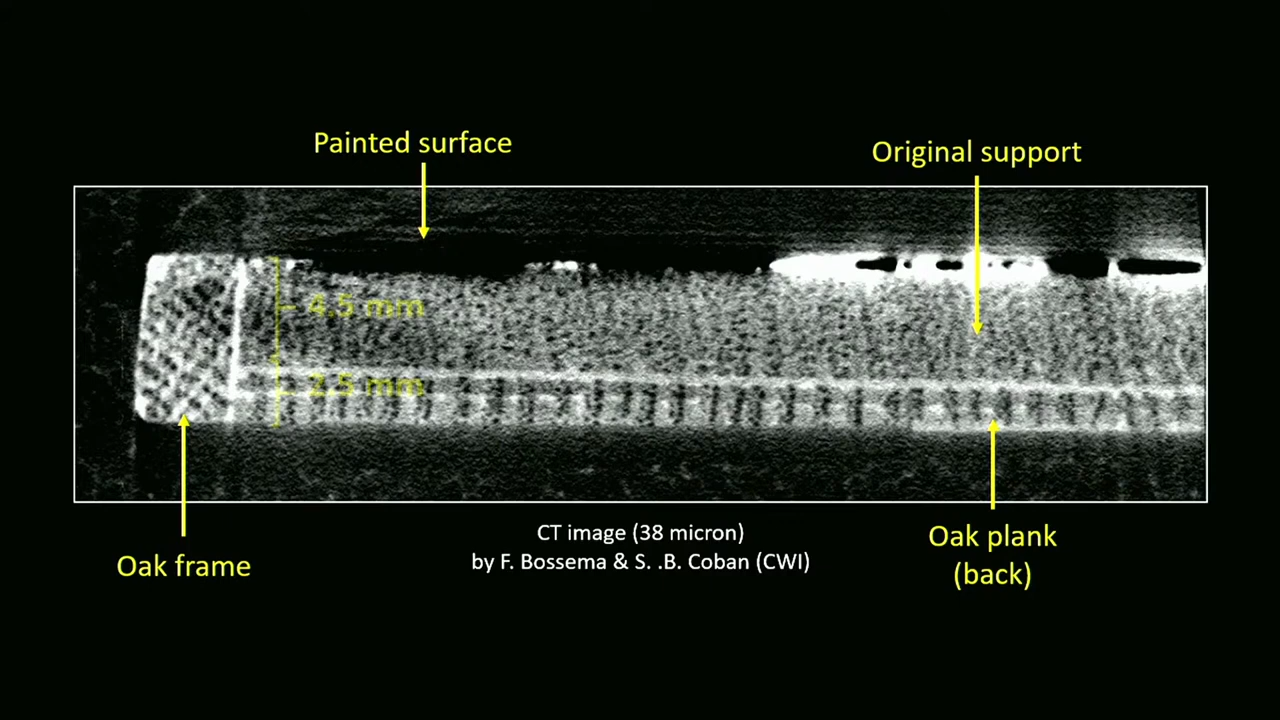 Painted surface
Original support
4.5 mm
2.5 mm
CT image (38 micron)
by F. Bossema & S. .B. Coban (CWI)
Oak frame
Oak plank
(back)